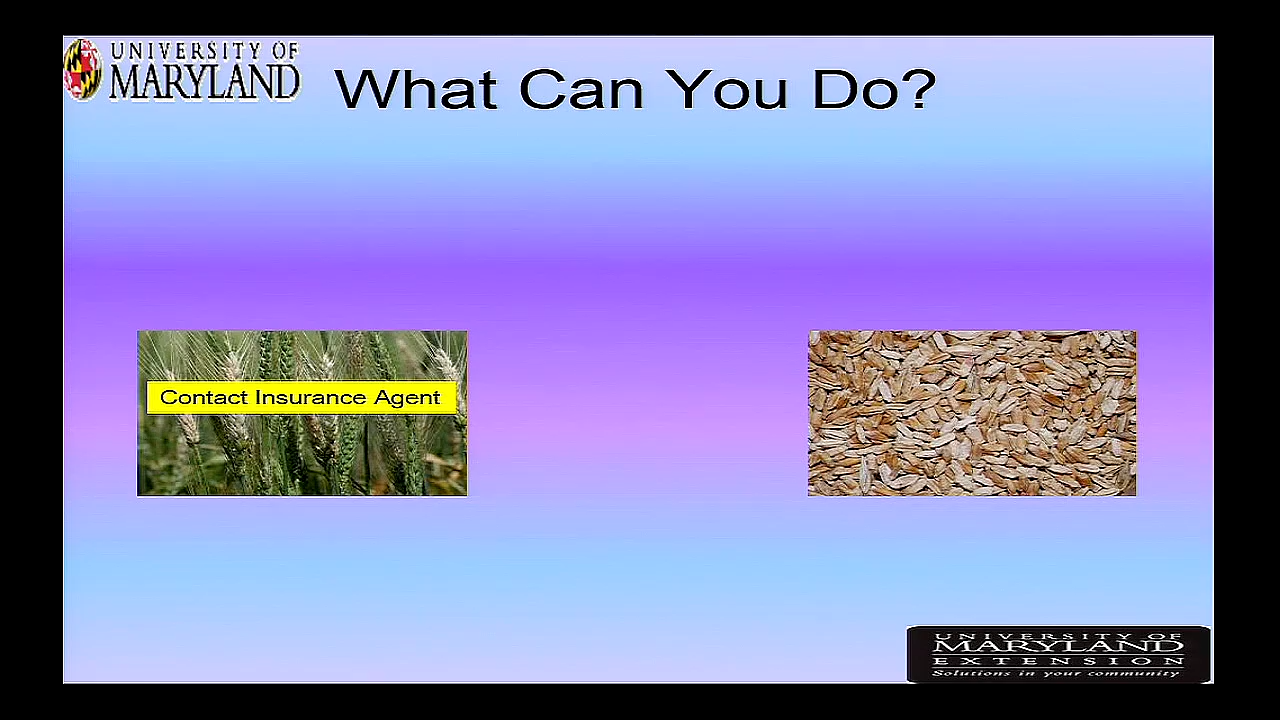 UNIVERSITY OF
MARYLAND
What Can You Do?
Contact Insurance Agent
UNIVERSITY OF
MARYLAND
EXTENSION
Solutions in your community